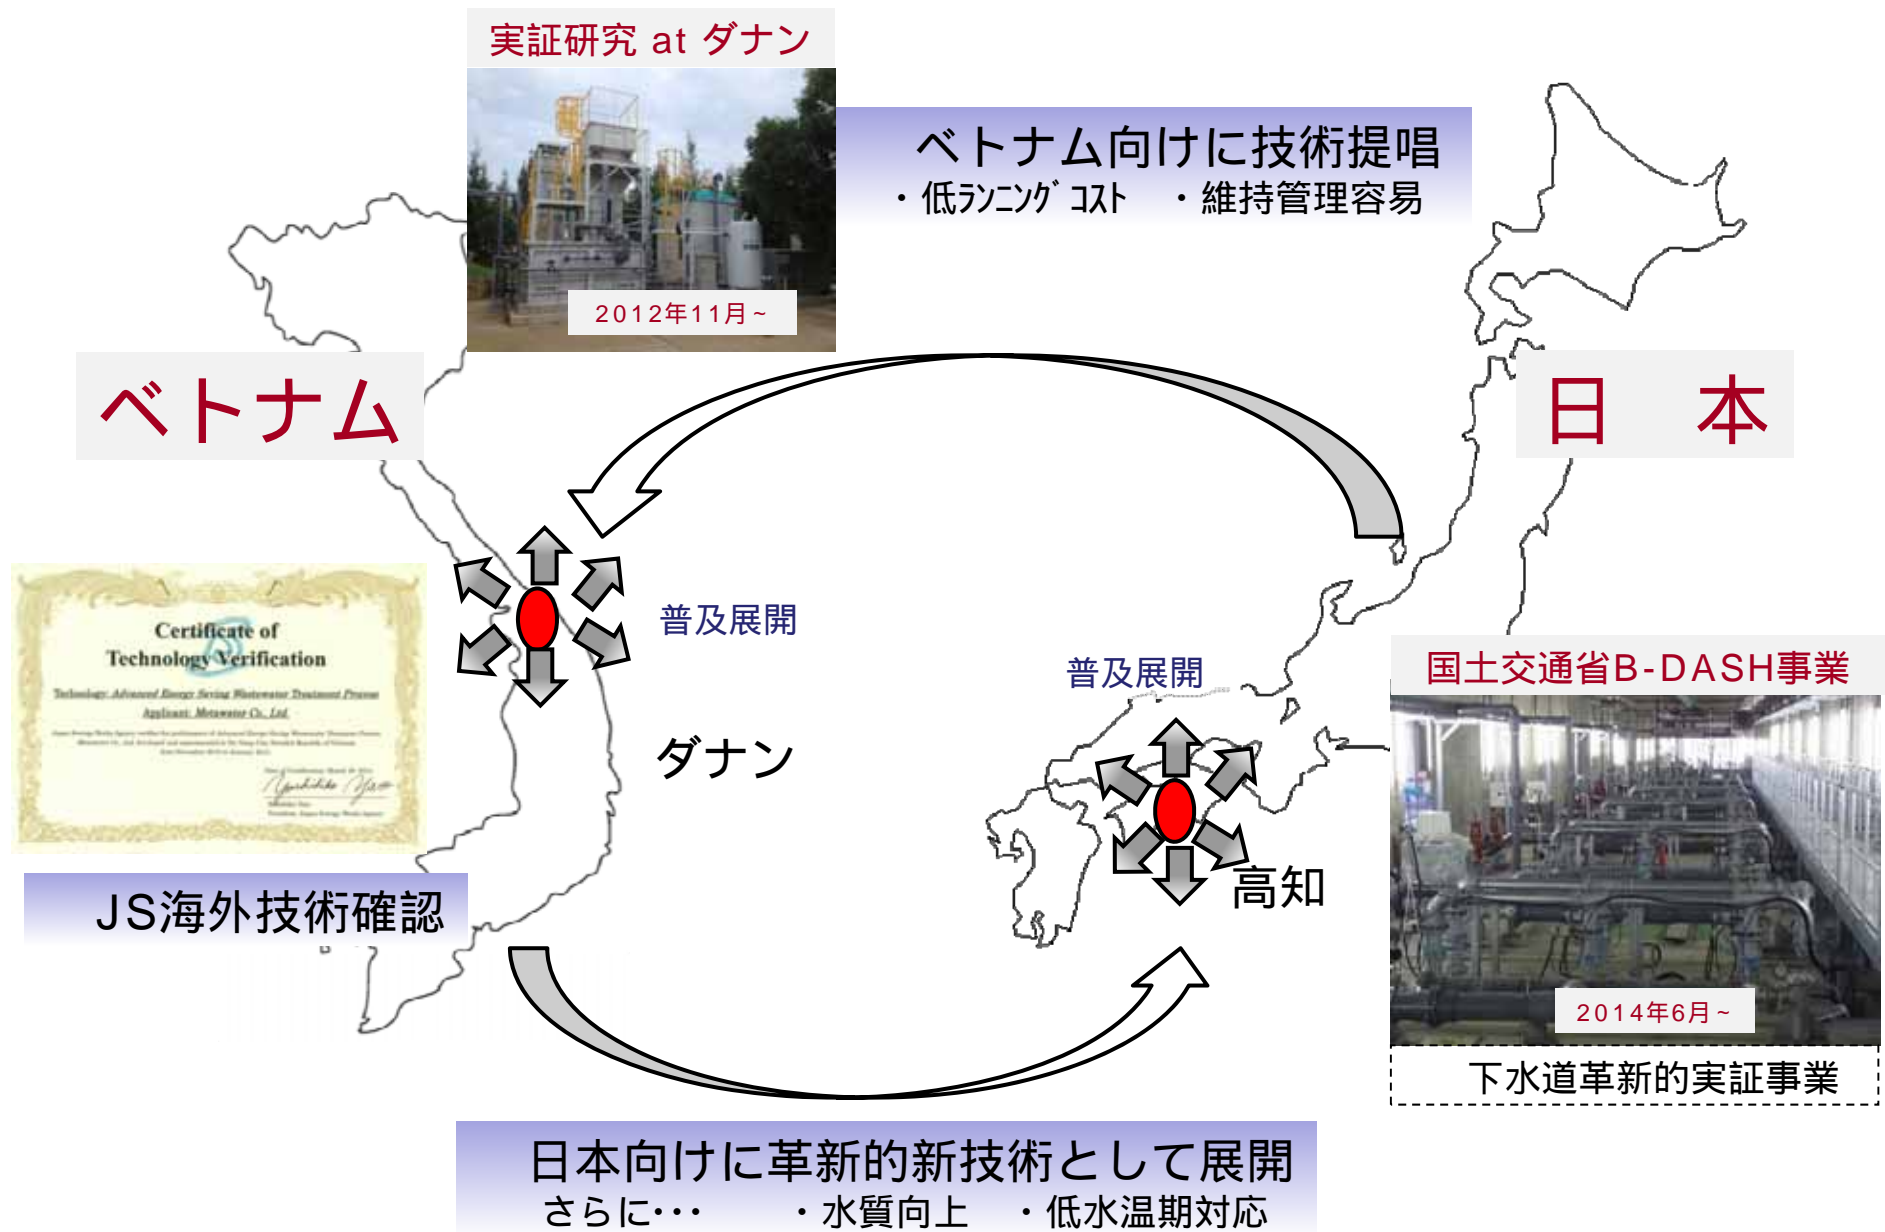 実証研究 at ダナン
2012年11月~
ベトナム向けに技術提唱
・低ﾗﾝﾆﾝｸﾞｺｽﾄ ・維持管理容易
ベトナム
日 本
Certificate of
Technology Verification
Technology: Advanced Energy Saving Wastewater Treatment Process
Applicant: Metawater Co., Ltd.
普及展開
ダナン
JS海外技術確認
普及展開
高知
国土交通省B-DASH事業
2014年6月~
下水道革新的実証事業
日本向けに革新的新技術として展開
さらに・・・ ・水質向上 ・低水温期対応